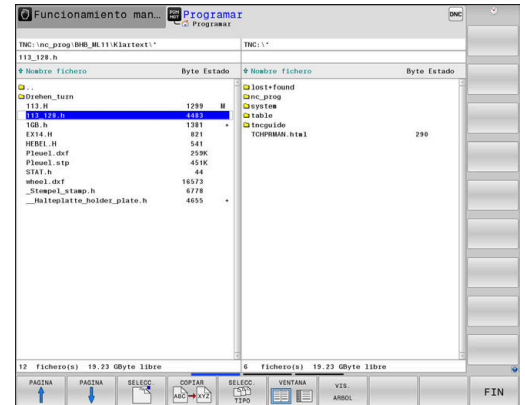 Funcionamiento man...
PGM MGT
Programar
Programar
DNC
TNC:\nc_prog\BHB_ML11\Klartext\*
TNC:\*
113_128.h
Nombre fichero Byte Estado
Nombre fichero Byte Estado
..
Drehen_turn
113.H 1299 M
113_128.h 4483
1GB.h 1381 +
EX14.H 821
HEBEL.H 541
Pleuel.dxf 259K
Pleuel.stp 451K
STAT.h 44
wheel.dxf 16573
_Stempel_stamp.h 6778
__Halteplatte_holder_plate.h 4655 +
lost+found
nc_prog
system
table
tncguide
TCHPRMAN.html 290
12 fichero(s) 19.23 GByte libre
6 fichero(s) 19.23 GByte libre
PAGINA
PAGINA
SELECC.
COPIAR
ABC XYZ
SELECC.
TIPO
VENTANA
VIS.
ARBOL
FIN